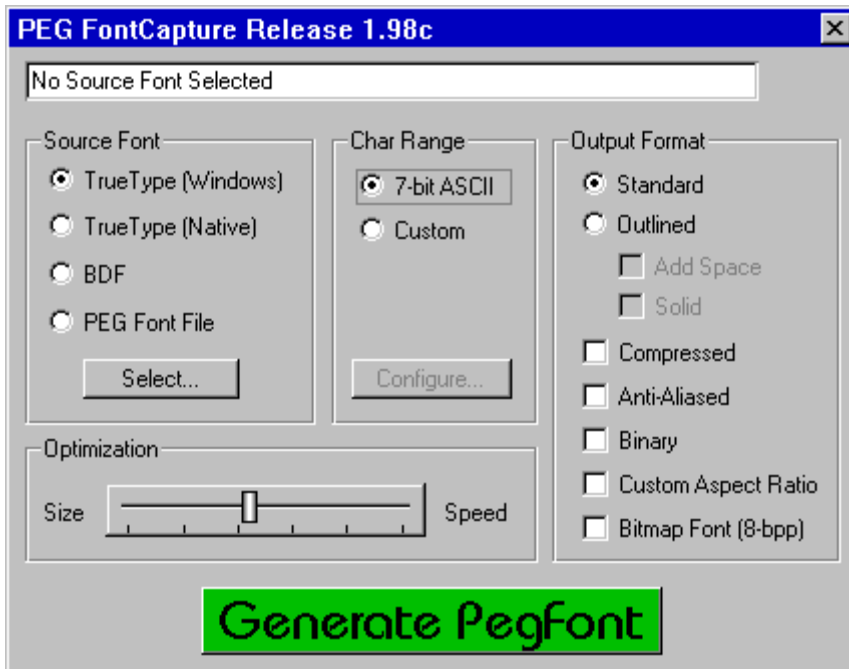 PEG FontCapture Release 1.98c
No Source Font Selected
Source Font
TrueType (Windows)
TrueType (Native)
BDF
PEG Font File
Select...
Char Range
7-bit ASCII
Custom
Configure...
Output Format
Standard
Outlined
Add Space
Solid
Compressed
Anti-Aliased
Binary
Custom Aspect Ratio
Bitmap Font (8-bpp)
Optimization
Size
Speed
Generate PegFont